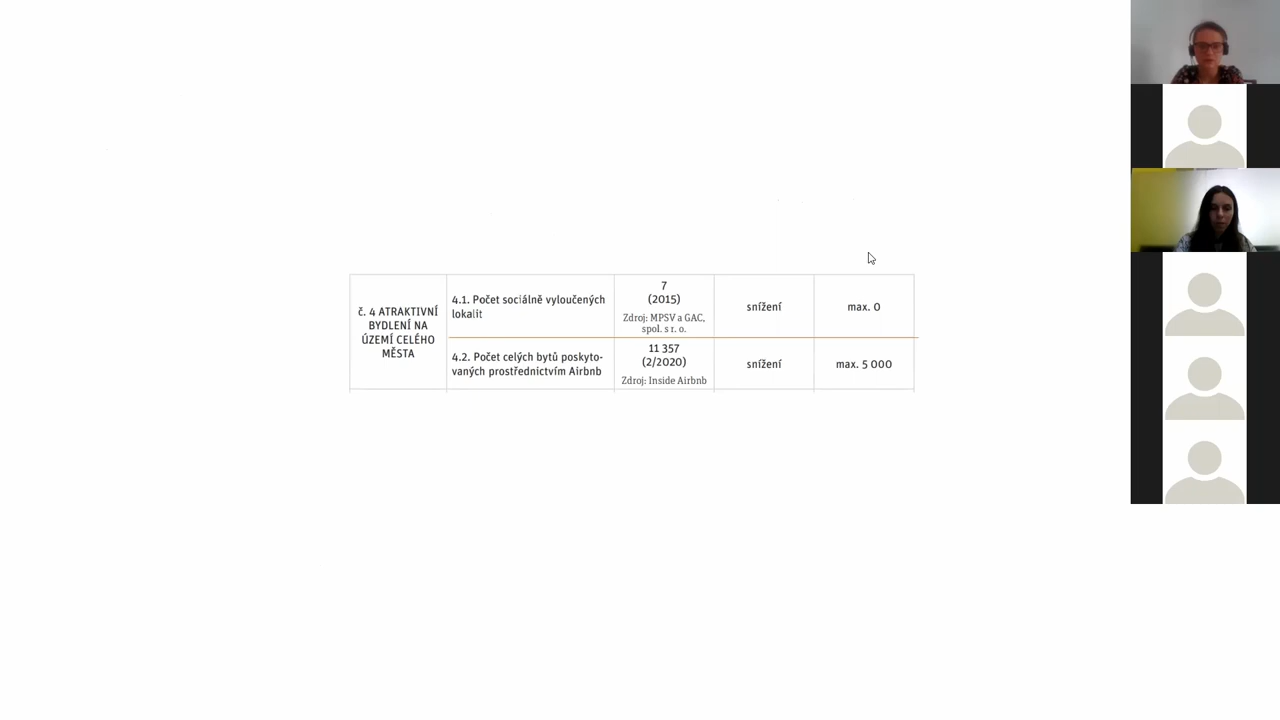 č. 4 ATRAKTIVNÍ
BYDLENÍ NA
ÚZEMÍ CELÉHO
MĚSTA
4.1. Počet sociálně vyloučených
lokalit
7
(2015)
Zdroj: MPSV a GAC,
spol. s r. o.
snížení
max. 0
4.2. Počet celých bytů poskyto-
vaných prostřednictvím Airbnb
11 357
(2/2020)
Zdroj: Inside Airbnb
snížení
max. 5 000